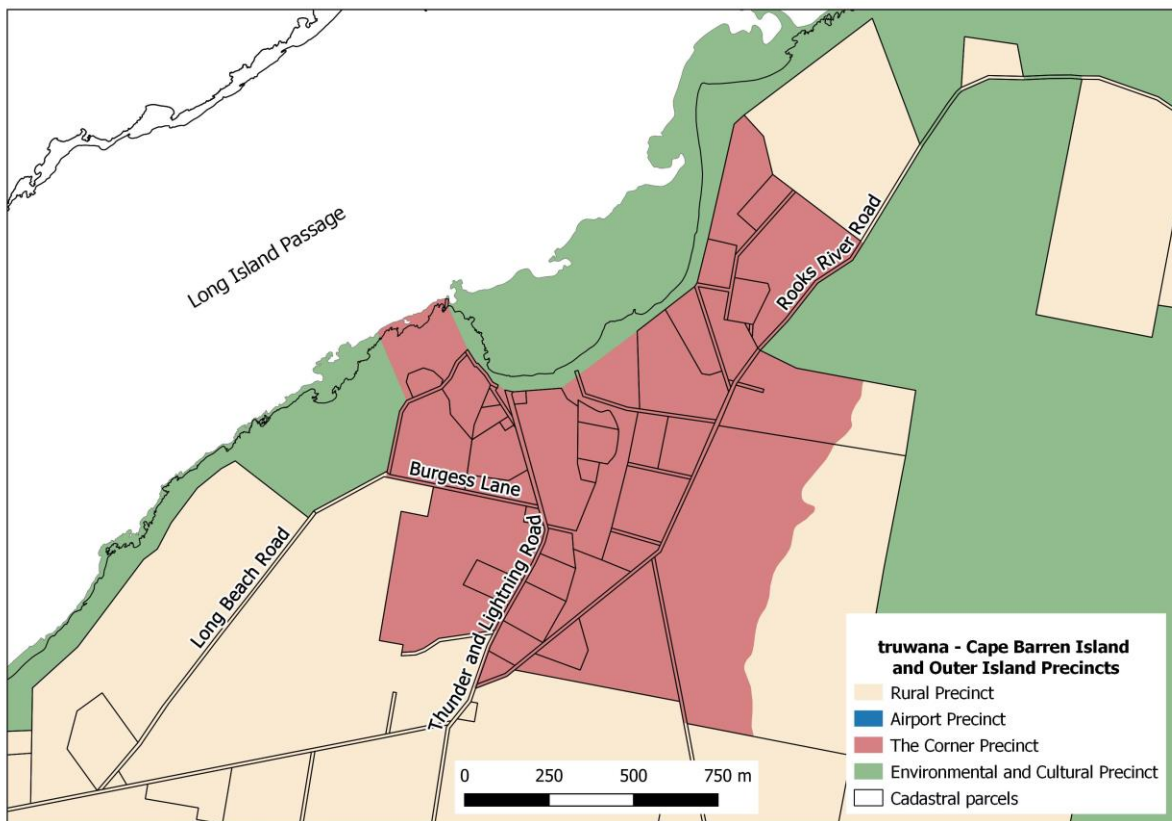 Long Island Passage
Rooks River Road
Burgess Lane
Long Beach Road
Thunder and Lightning Road
truwana - Cape Barren Island
and Outer Island Precincts
Rural Precinct
Airport Precinct
The Corner Precinct
Environmental and Cultural Precinct
Cadastral parcels
0 250 500 750 m